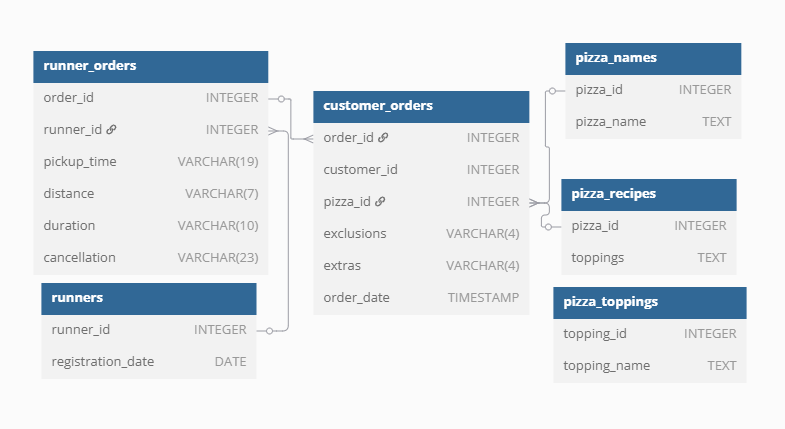 runner_orders
order_id INTEGER
runner_id INTEGER
pickup_time VARCHAR(19)
distance VARCHAR(7)
duration VARCHAR(10)
cancellation VARCHAR(23)
runners
runner_id INTEGER
registration_date DATE
customer_orders
order_id INTEGER
customer_id INTEGER
pizza_id INTEGER
exclusions VARCHAR(4)
extras VARCHAR(4)
order_date TIMESTAMP
pizza_names
pizza_id INTEGER
pizza_name TEXT
pizza_recipes
pizza_id INTEGER
toppings TEXT
pizza_toppings
topping_id INTEGER
topping_name TEXT